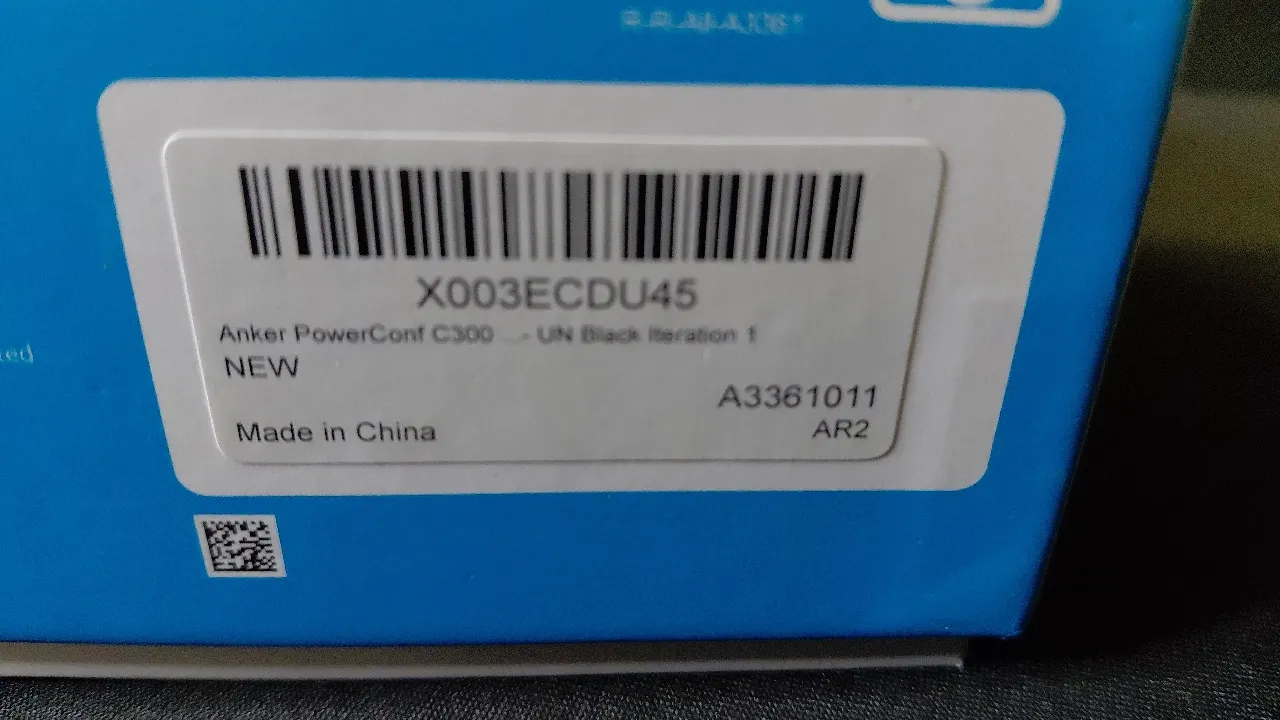 X003ECDU45
Anker PowerConf C300 ...- UN Black Iteration 1
NEW
A3361011
Made in China
AR2